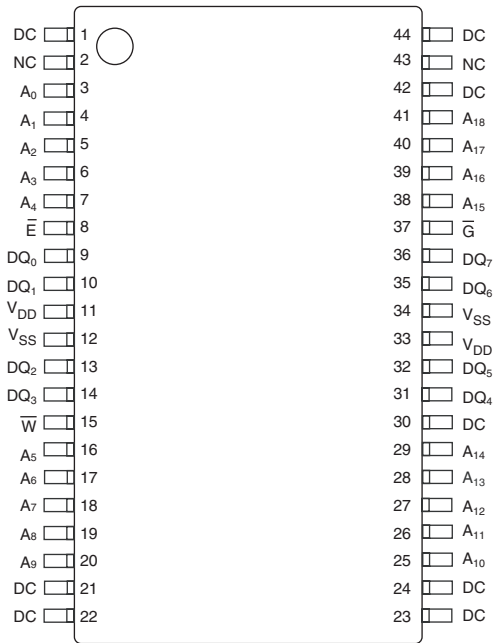 DC 1 44 DC
NC 2 43 NC
A₀ 3 42 DC
A₁ 4 41 A₁₈
A₂ 5 40 A₁₇
A₃ 6 39 A₁₆
A₄ 7 38 A₁₅
E̅ 8 37 G̅
DQ₀ 9 36 DQ₇
DQ₁ 10 35 DQ₆
V_DD 11 34 V_SS
V_SS 12 33 V_DD
DQ₂ 13 32 DQ₅
DQ₃ 14 31 DQ₄
W̅ 15 30 DC
A₅ 16 29 A₁₄
A₆ 17 28 A₁₃
A₇ 18 27 A₁₂
A₈ 19 26 A₁₁
A₉ 20 25 A₁₀
DC 21 24 DC
DC 22 23 DC